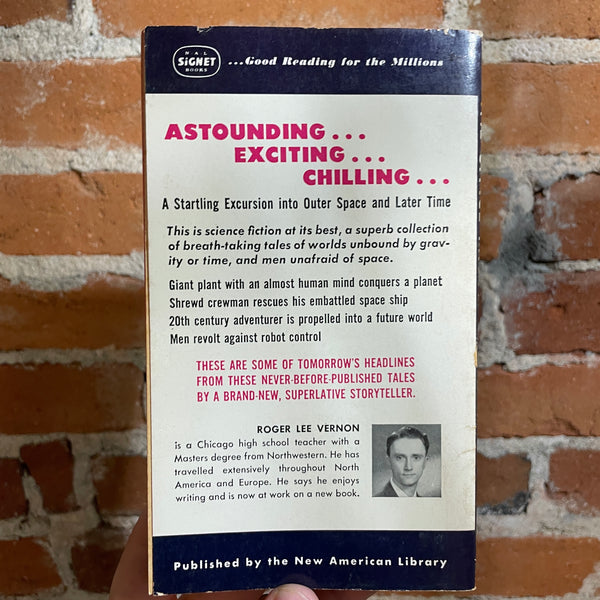 NAL
SIGNET
BOOKS
...Good Reading for the Millions
ASTOUNDING...
EXCITING...
CHILLING...
A Startling Excursion into Outer Space and Later Time
This is science fiction at its best, a superb collection
of breath-taking tales of worlds unbound by grav-
ity or time, and men unafraid of space.
Giant plant with an almost human mind conquers a planet
Shrewd crewman rescues his embattled space ship
20th century adventurer is propelled into a future world
Men revolt against robot control
THESE ARE SOME OF TOMORROW'S HEADLINES
FROM THESE NEVER-BEFORE-PUBLISHED TALES
BY A BRAND-NEW, SUPERLATIVE STORYTELLER.
ROGER LEE VERNON
is a Chicago high school teacher with a
Masters degree from Northwestern. He has
travelled extensively throughout North
America and Europe. He says he enjoys
writing and is now at work on a new book.
Published by the New American Library